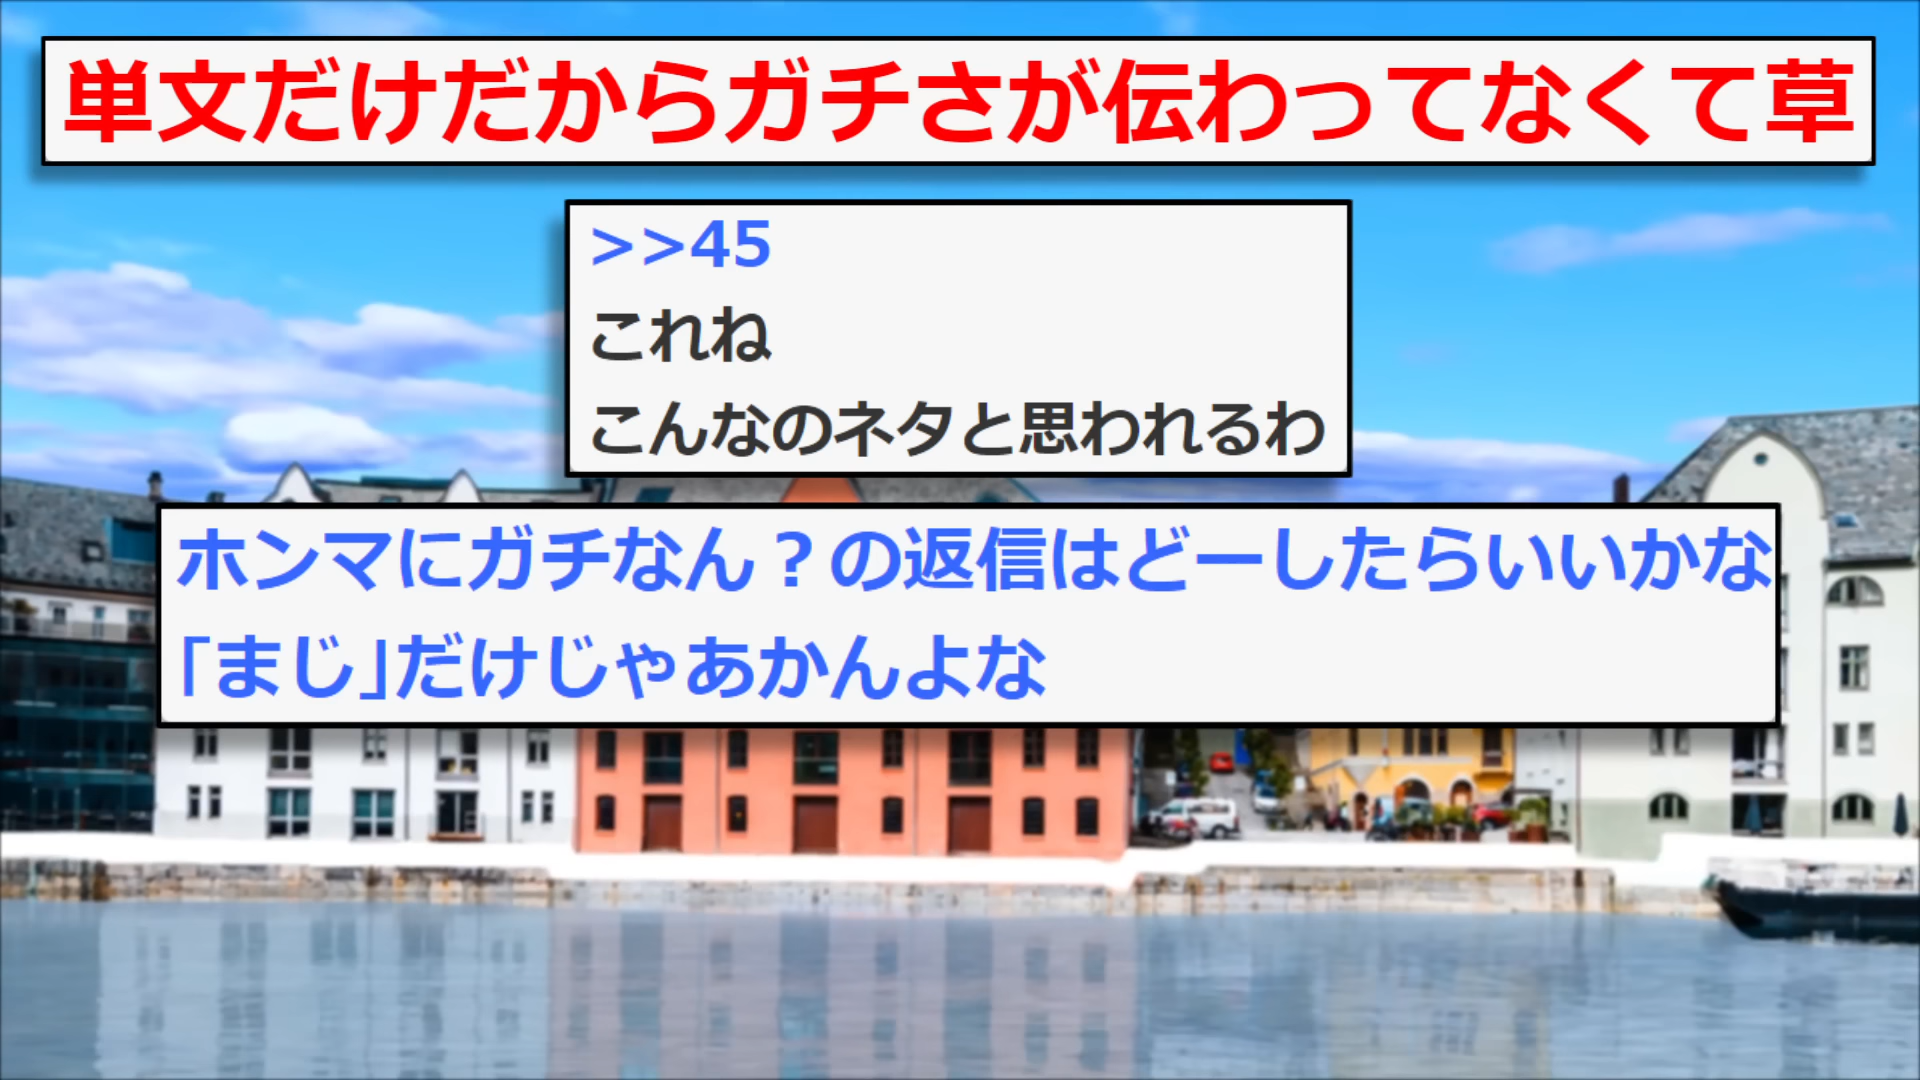 単文だけだからガチさが伝わってなくて草
>>45
これね
こんなのネタと思われるわ
ホンマにガチなん？の返信はどーしたらいいかな
｢まじ｣だけじゃあかんよな